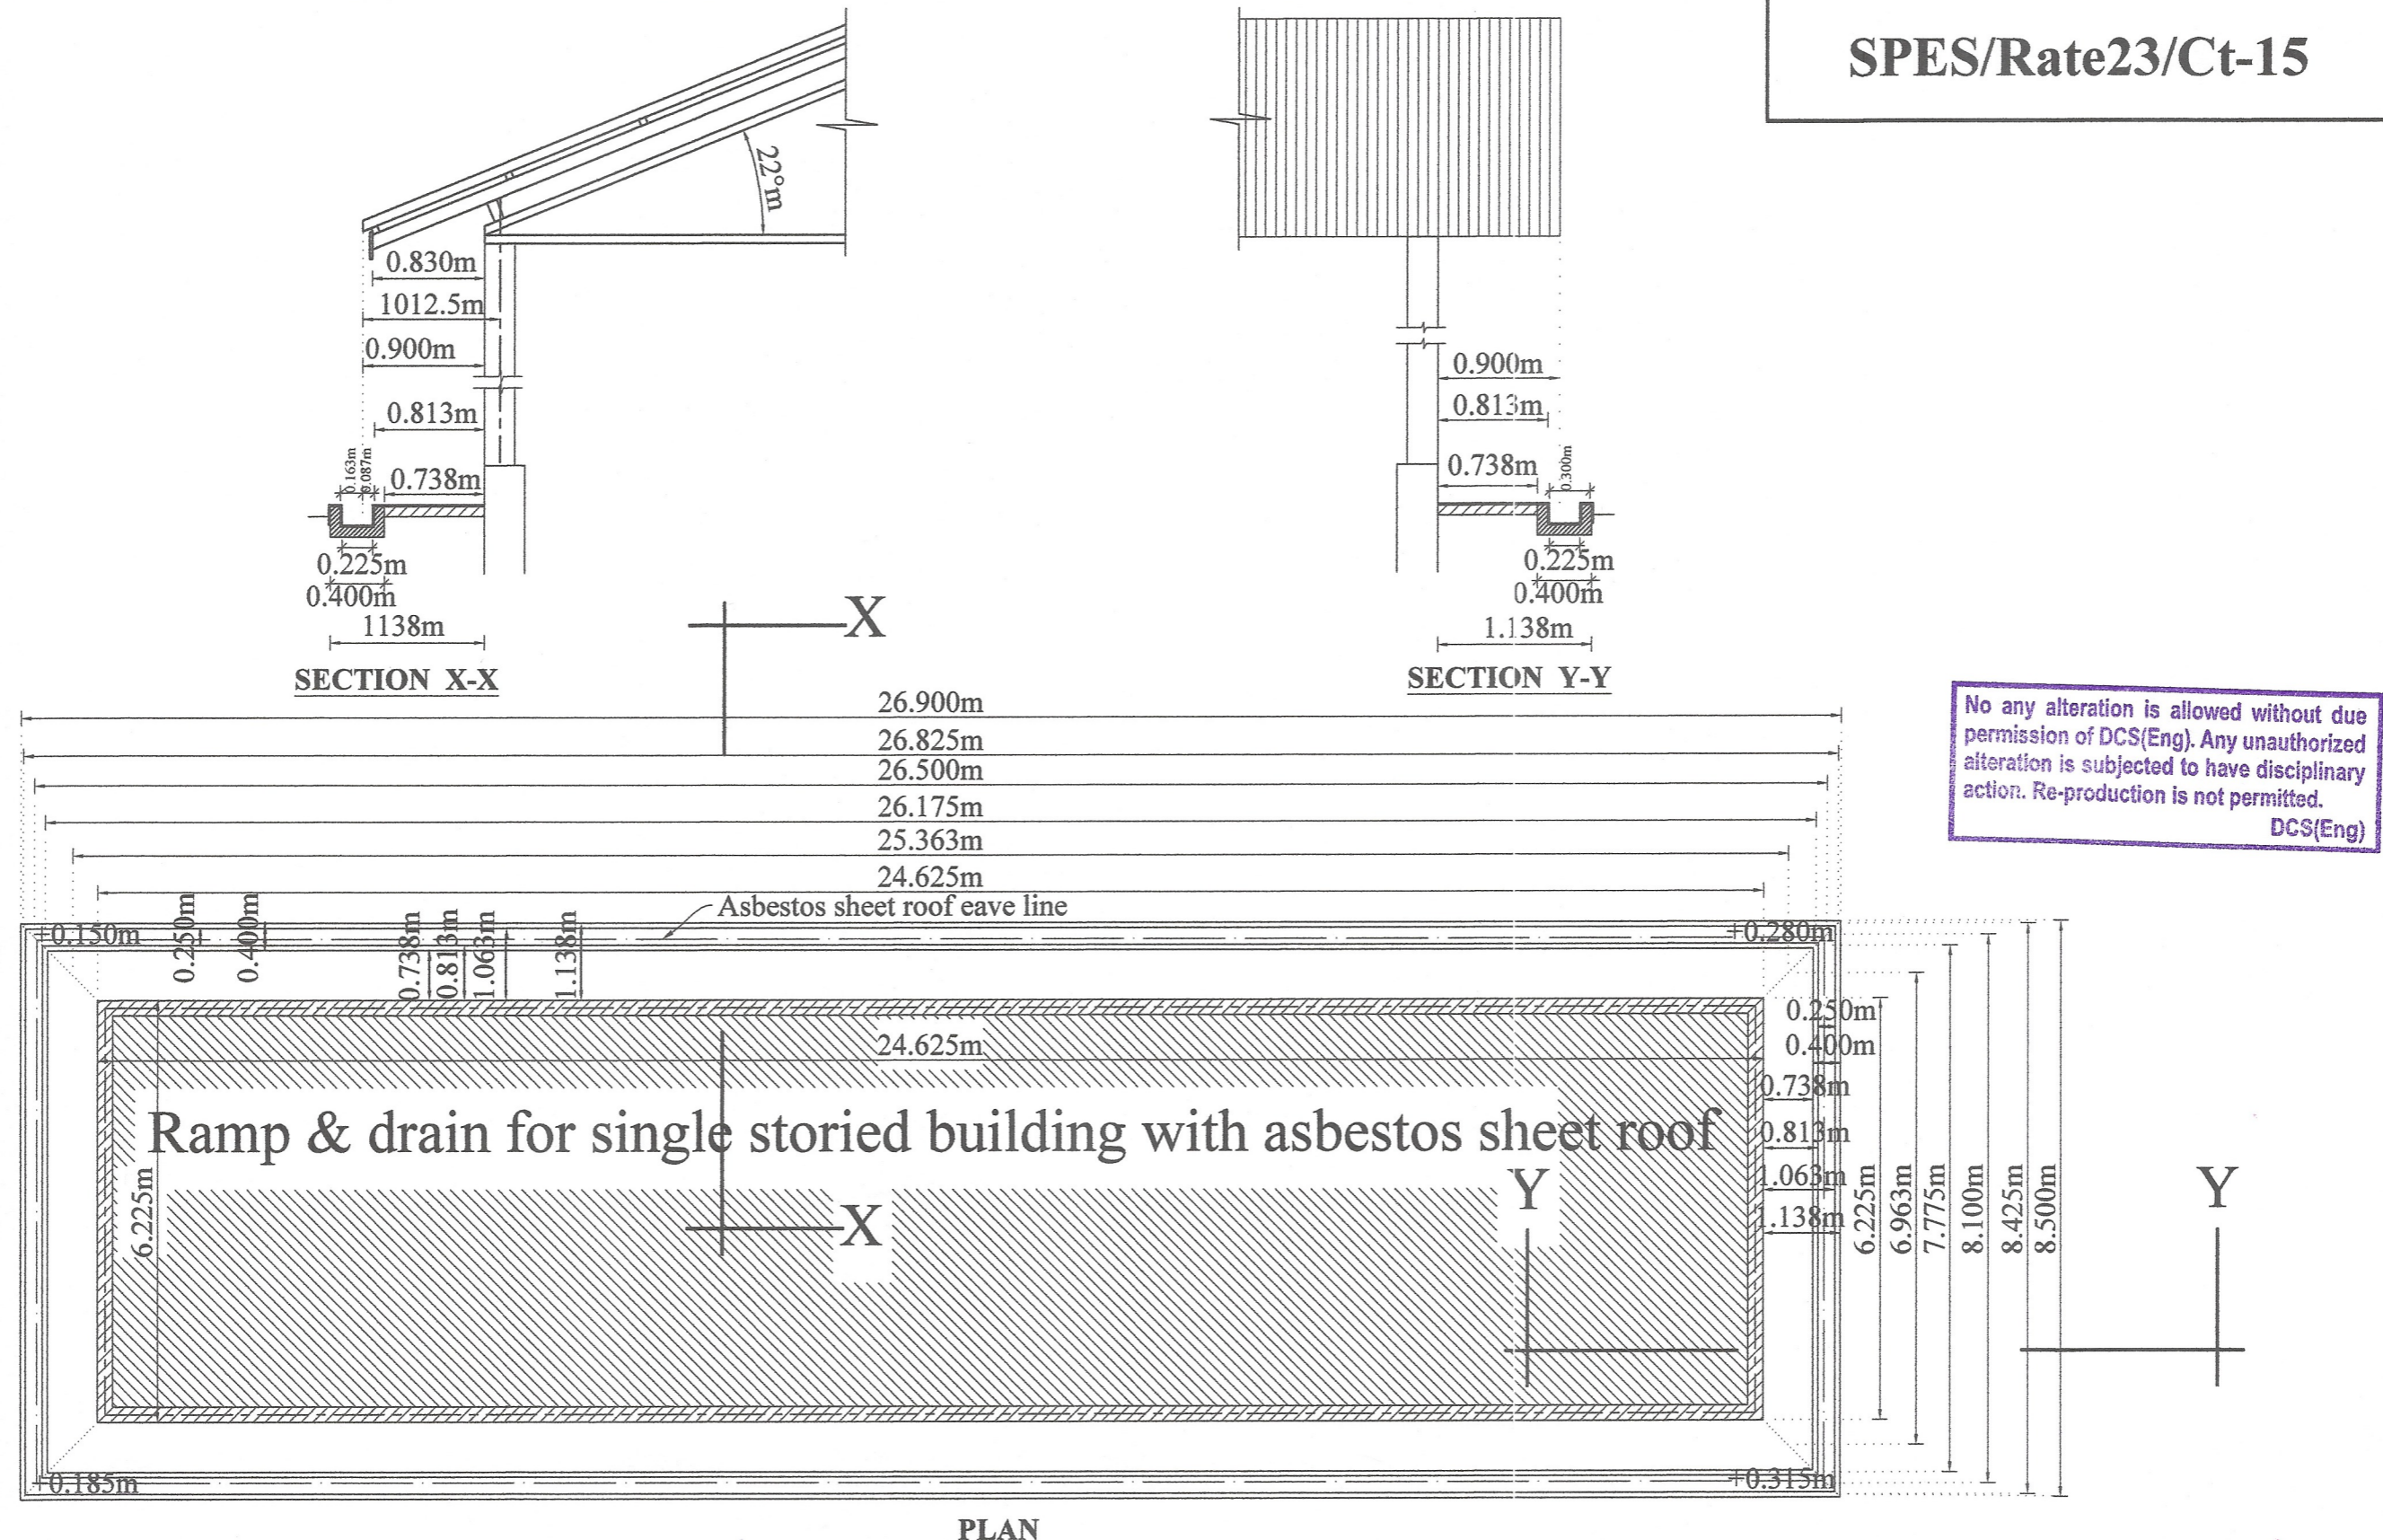 SPES/Rate23/Ct-15
22°m
0.830m
1012.5m
0.900m
0.813m
0.163m
0.087m
0.738m
0.225m
0.400m
1138m
SECTION X-X
0.900m
0.813m
0.738m
0.300m
0.225m
0.400m
1.138m
SECTION Y-Y
X
No any alteration is allowed without due
permission of DCS(Eng). Any unauthorized
alteration is subjected to have disciplinary
action. Re-production is not permitted.
DCS(Eng)
26.900m
26.825m
26.500m
26.175m
25.363m
24.625m
Asbestos sheet roof eave line
+0.150m
0.250m
0.400m
0.738m
0.813m
1.063m
1.138m
+0.280m
24.625m
0.250m
0.400m
0.738m
0.813m
1.063m
1.138m
Ramp & drain for single storied building with asbestos sheet roof
6.225m
X
Y
6.225m
6.963m
7.775m
8.100m
8.425m
8.500m
Y
+0.185m
+0.315m
PLAN